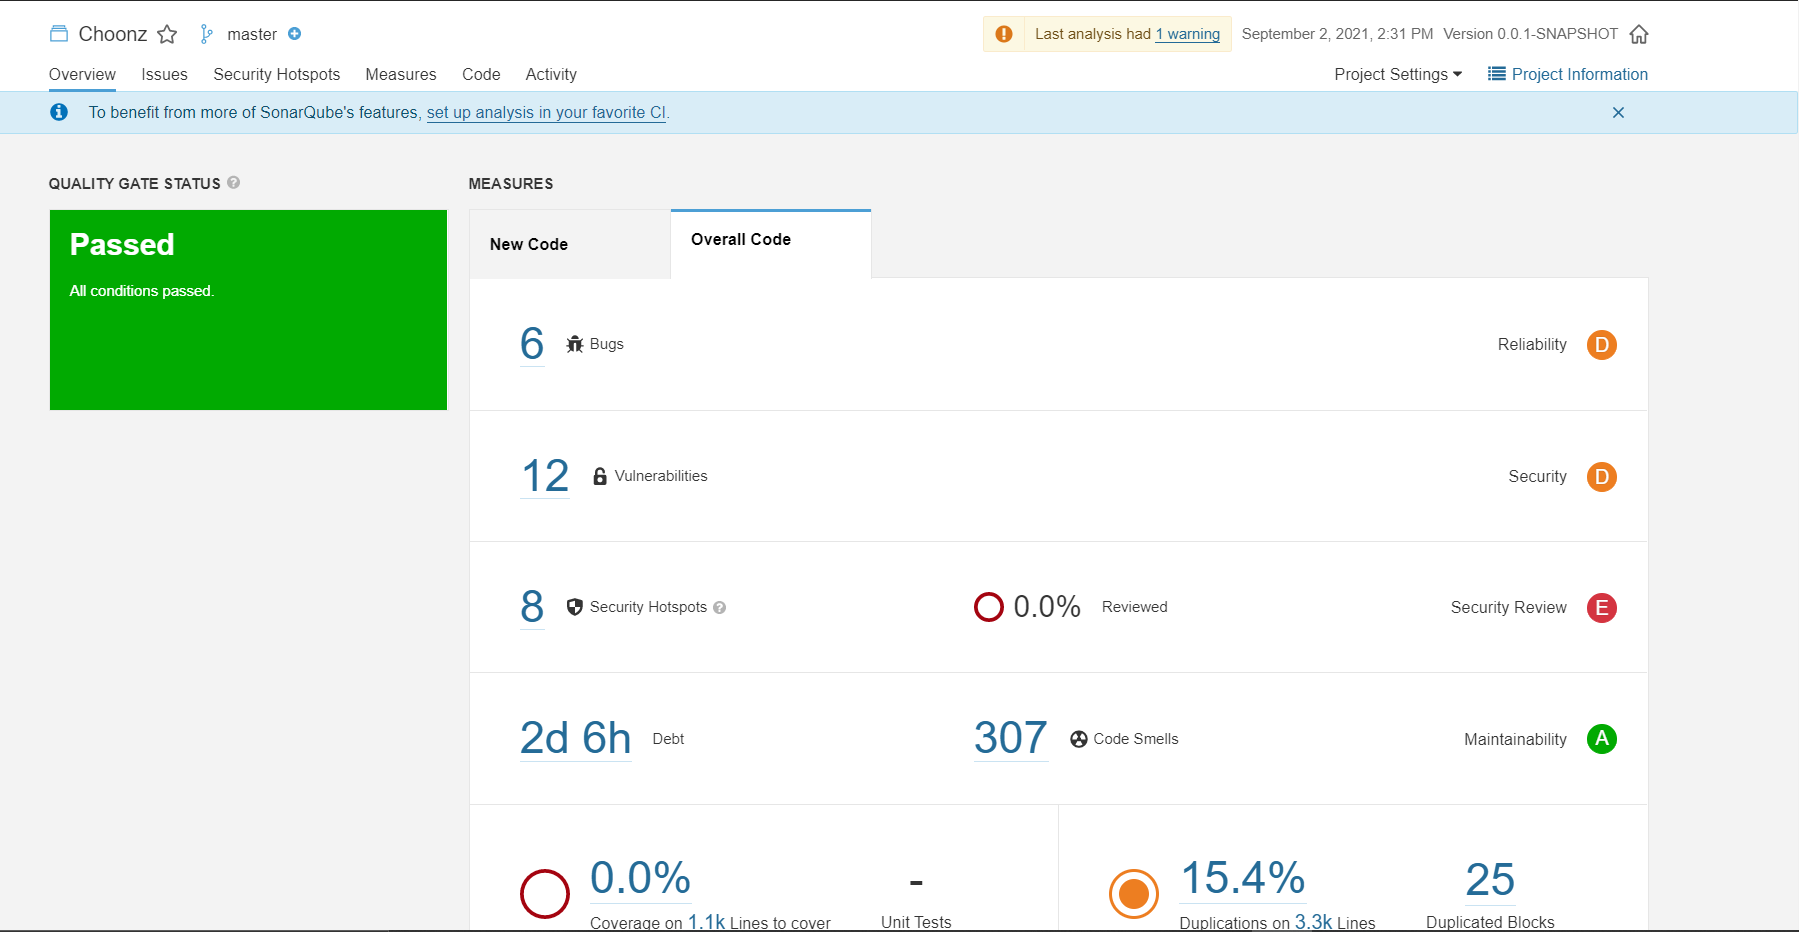 Choonz master
Last analysis had 1 warning September 2, 2021, 2:31 PM Version 0.0.1-SNAPSHOT
Overview Issues Security Hotspots Measures Code Activity
Project Settings Project Information
To benefit from more of SonarQube's features, set up analysis in your favorite CI.
QUALITY GATE STATUS
Passed
All conditions passed.
MEASURES
New Code Overall Code
6 Bugs Reliability D
12 Vulnerabilities Security D
8 Security Hotspots 0.0% Reviewed Security Review E
2d 6h Debt 307 Code Smells Maintainability A
0.0% - 15.4% 25
Coverage on 1.1k Lines to cover Unit Tests Duplications on 3.3k Lines Duplicated Blocks